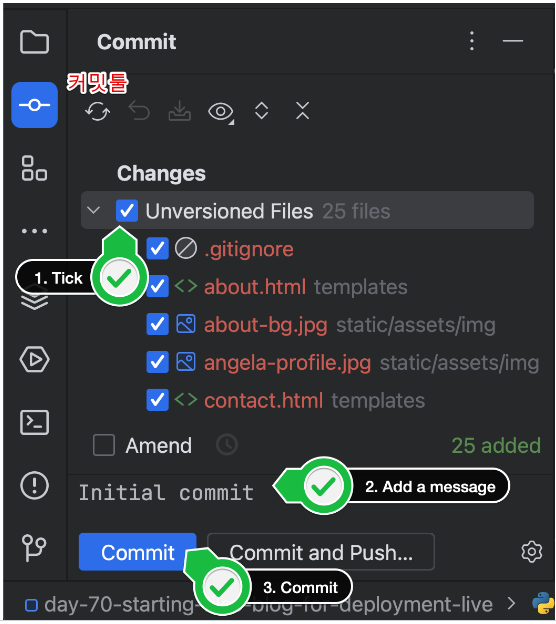 Commit
커밋툴
Changes
Unversioned Files 25 files
.gitignore
1. Tick
about.html templates
about-bg.jpg static/assets/img
angela-profile.jpg static/assets/img
contact.html templates
Amend
25 added
Initial commit
2. Add a message
Commit
Commit and Push...
3. Commit
day-70-starting-blog-for-deployment-live